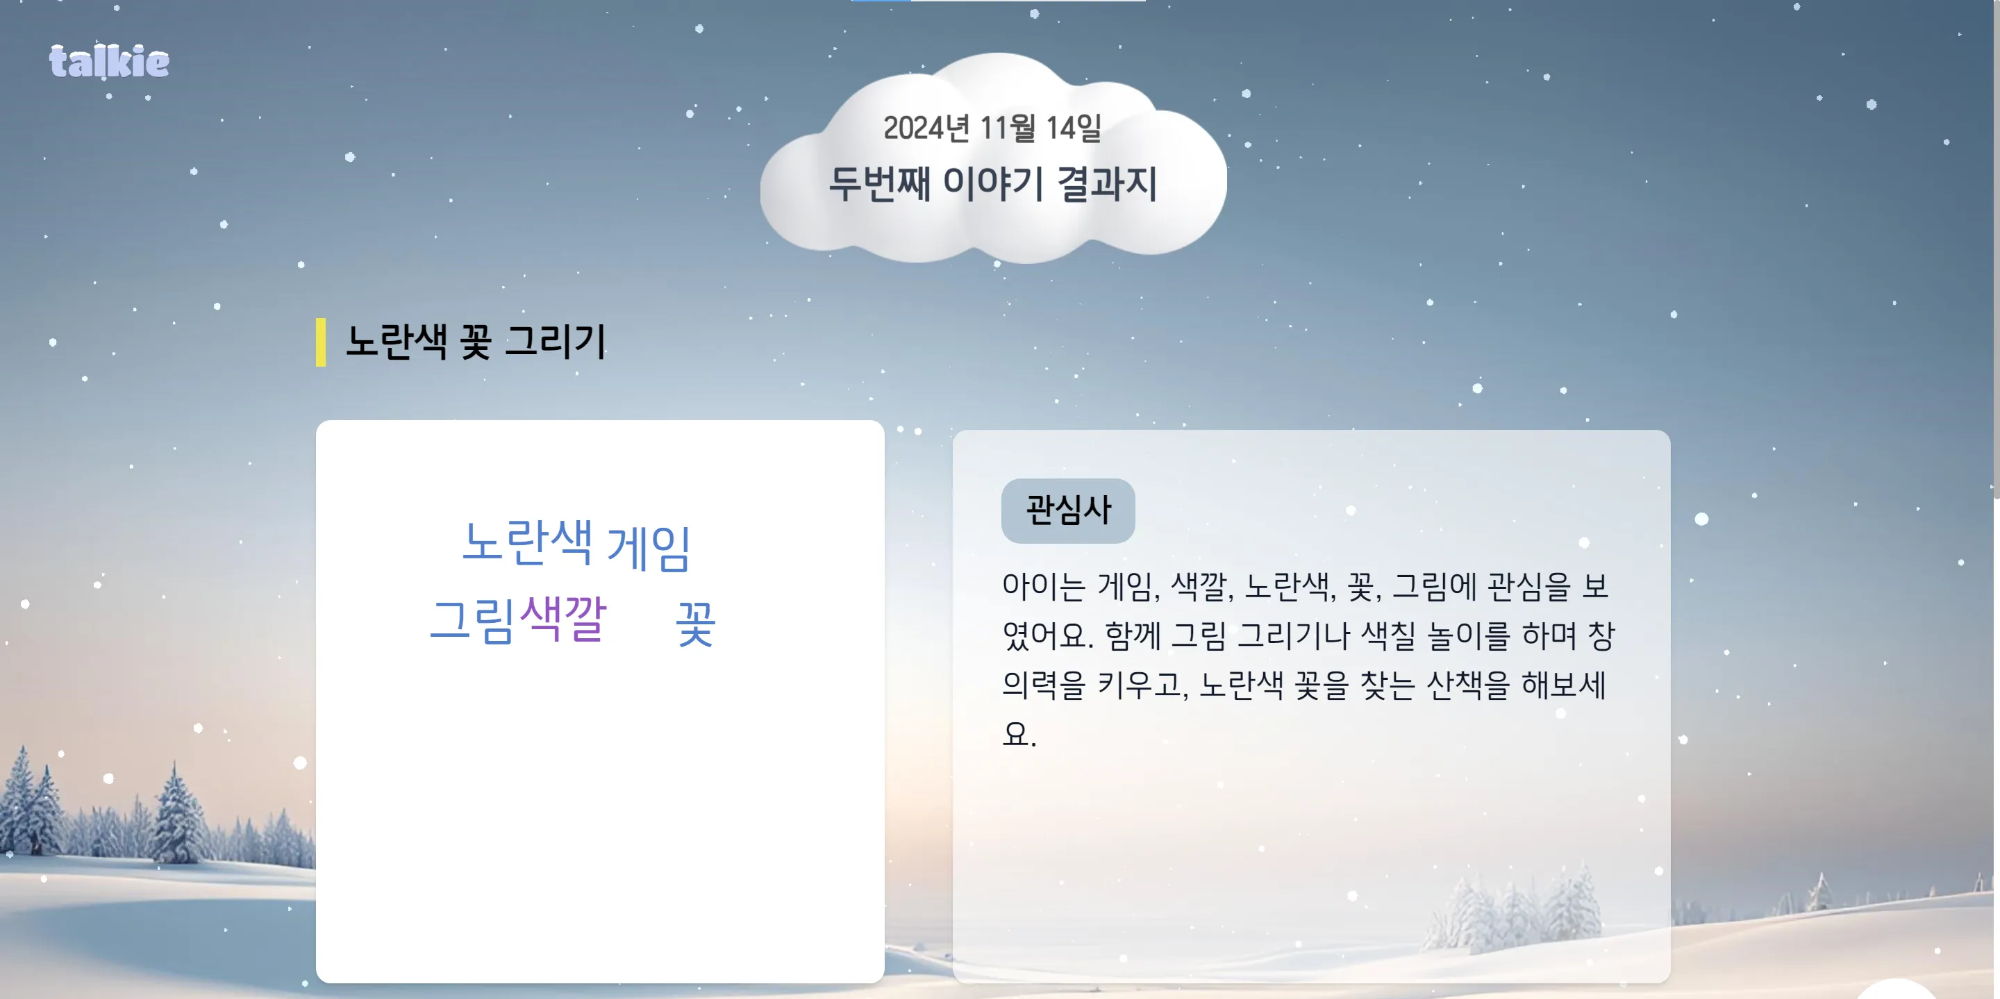 talkie
2024년 11월 14일
두번째 이야기 결과지
노란색 꽃 그리기
노란색 게임
그림 색깔 꽃
관심사
아이는 게임, 색깔, 노란색, 꽃, 그림에 관심을 보
였어요. 함께 그림 그리기나 색칠 놀이를 하며 창
의력을 키우고, 노란색 꽃을 찾는 산책을 해보세
요.